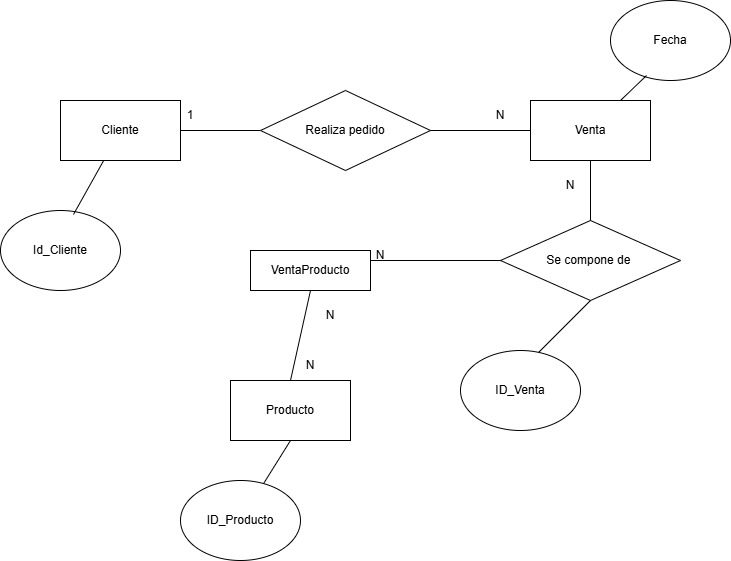 Fecha
Cliente
1
Realiza pedido
N
Venta
N
Id_Cliente
N
VentaProducto
Se compone de
N
N
ID_Venta
Producto
ID_Producto